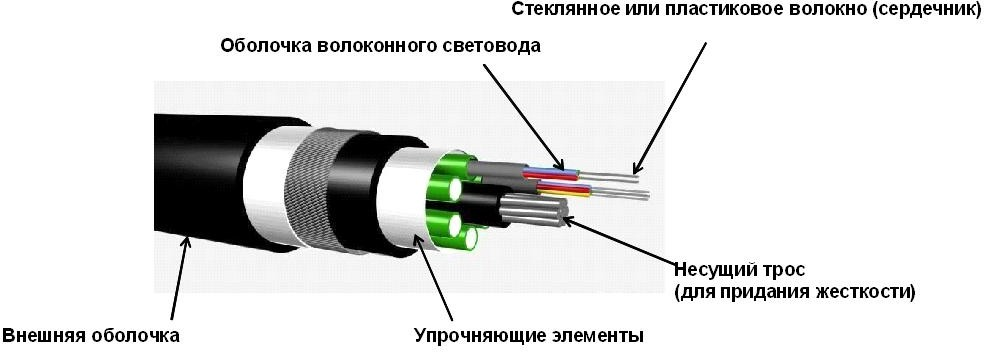 Стеклянное или пластиковое волокно (сердечник)
Оболочка волоконного световода
Несущий трос
(для придания жесткости)
Внешняя оболочка
Упрочняющие элементы